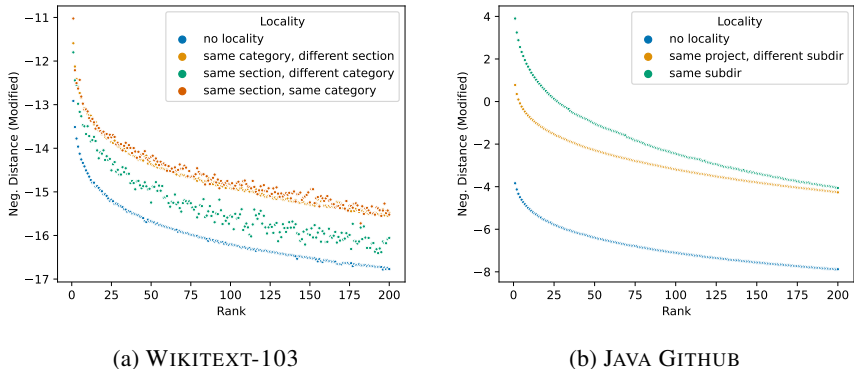 Locality
no locality
same category, different section
same section, different category
same section, same category
Neg. Distance (Modified)
−11
−12
−13
−14
−15
−16
−17
0 25 50 75 100 125 150 175 200
Rank
(a) WIKITEXT-103
Locality
no locality
same project, different subdir
same subdir
Neg. Distance (Modified)
4
2
0
−2
−4
−6
−8
0 25 50 75 100 125 150 175 200
Rank
(b) JAVA GITHUB